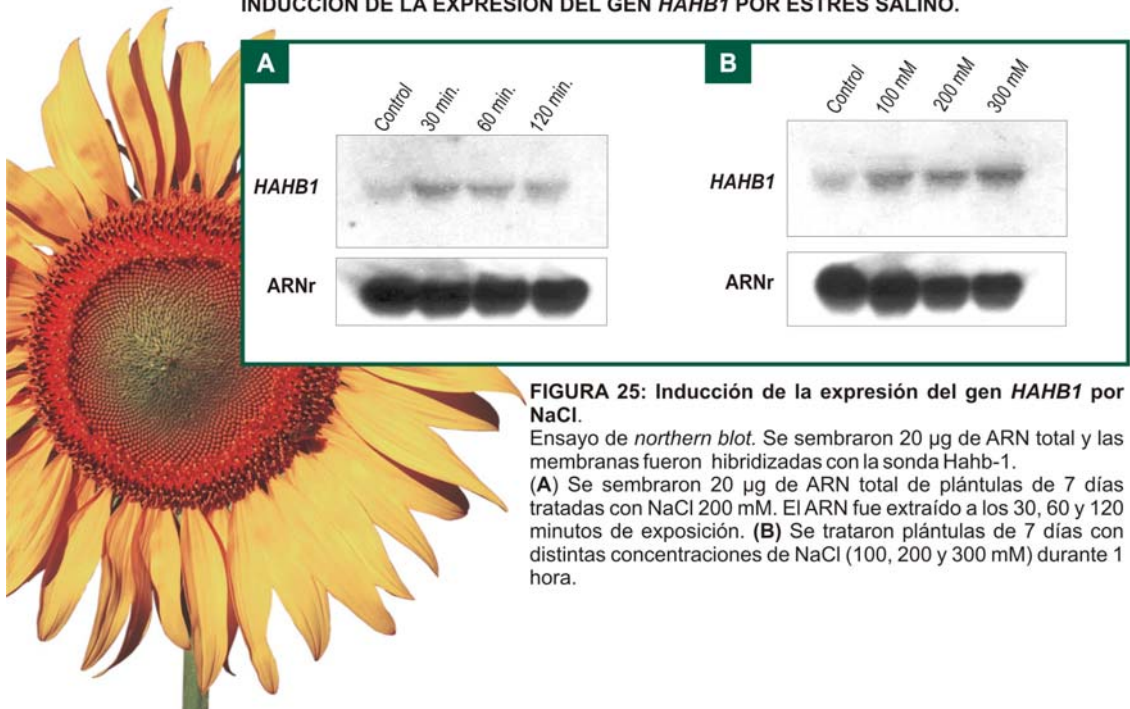 INDUCCIÓN DE LA EXPRESIÓN DEL GEN HAHB1 POR ESTRÉS SALINO.
A
B
Control
30 min.
60 min.
120 min.
Control
100 mM
200 mM
300 mM
HAHB1
HAHB1
ARNr
ARNr
FIGURA 25: Inducción de la expresión del gen HAHB1 por
NaCl.
Ensayo de northern blot. Se sembraron 20 µg de ARN total y las
membranas fueron hibridizadas con la sonda Hahb-1.
(A) Se sembraron 20 µg de ARN total de plántulas de 7 días
tratadas con NaCl 200 mM. El ARN fue extraído a los 30, 60 y 120
minutos de exposición. (B) Se trataron plántulas de 7 días con
distintas concentraciones de NaCl (100, 200 y 300 mM) durante 1
hora.